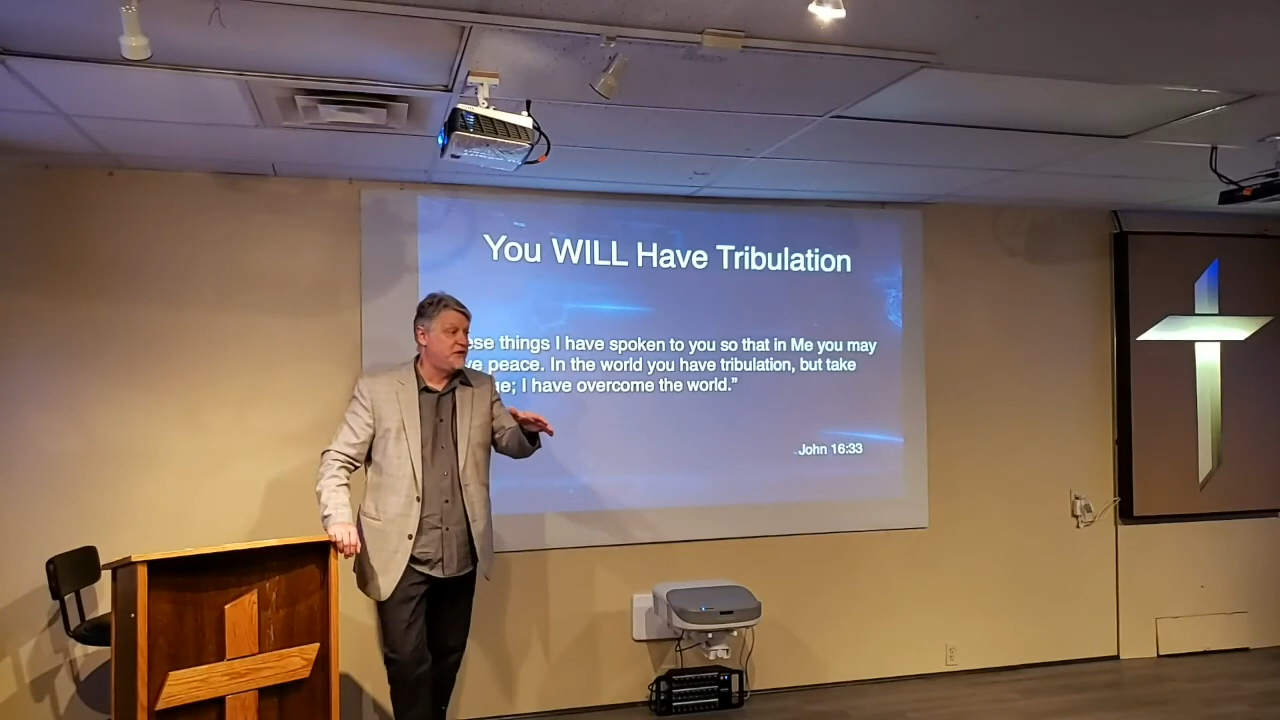 You WILL Have Tribulation
ese things I have spoken to you so that in Me you may
ve peace. In the world you have tribulation, but take
ge; I have overcome the world.”
John 16:33